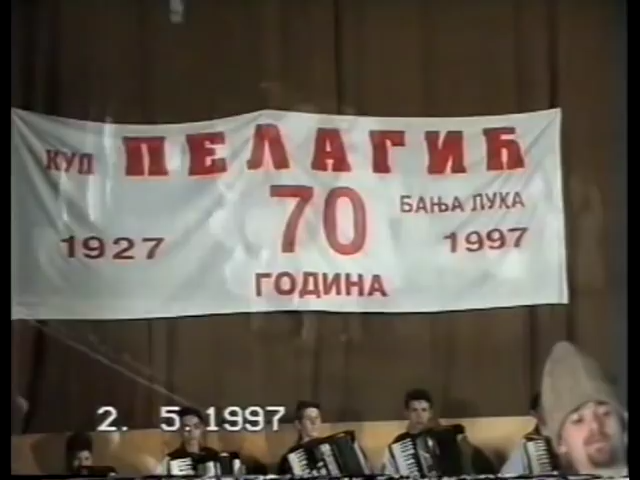 КУД ПЕЛАГИЋ
70
БАЊА ЛУКА
1927
1997
ГОДИНА
2. 5.1997